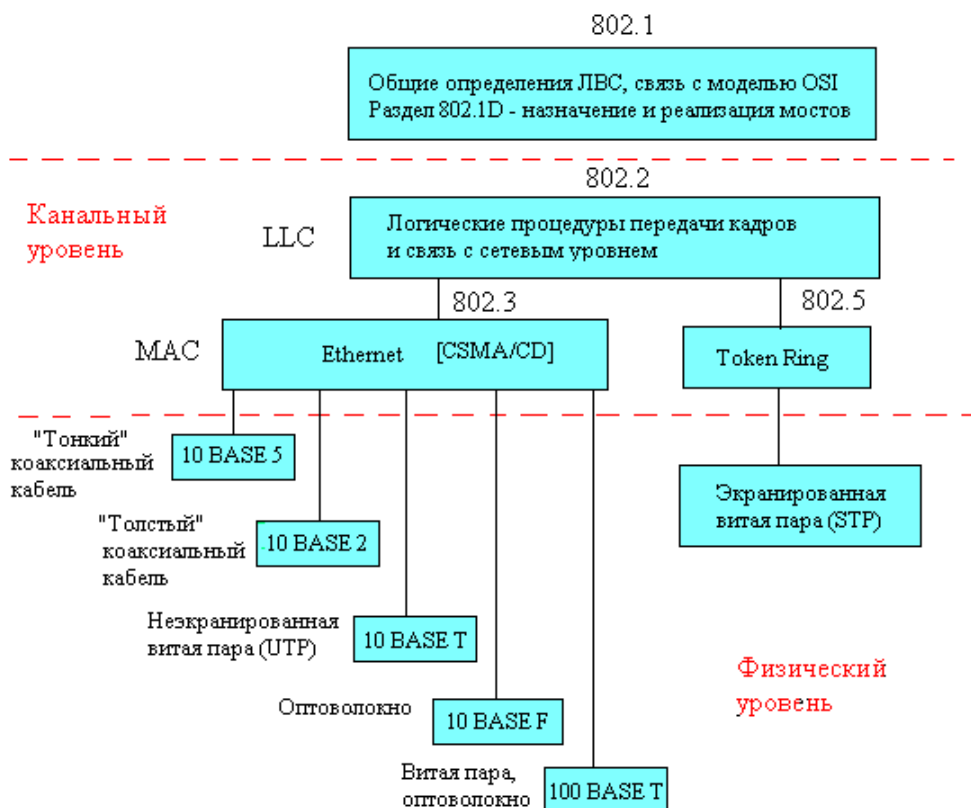 802.1
Общие определения ЛВС, связь с моделью OSI
Раздел 802.1D - назначение и реализация мостов
802.2
Канальный
уровень
LLC
Логические процедуры передачи кадров
и связь с сетевым уровнем
802.3
802.5
MAC
Ethernet [CSMA/CD]
Token Ring
"Тонкий"
коаксиальный
кабель
10 BASE 5
Экранированная
витая пара (STP)
"Толстый"
коаксиальный
кабель
10 BASE 2
Неэкранированная
витая пара (UTP)
10 BASE T
Физический
уровень
Оптоволокно
10 BASE F
Витая пара,
оптоволокно
100 BASE T